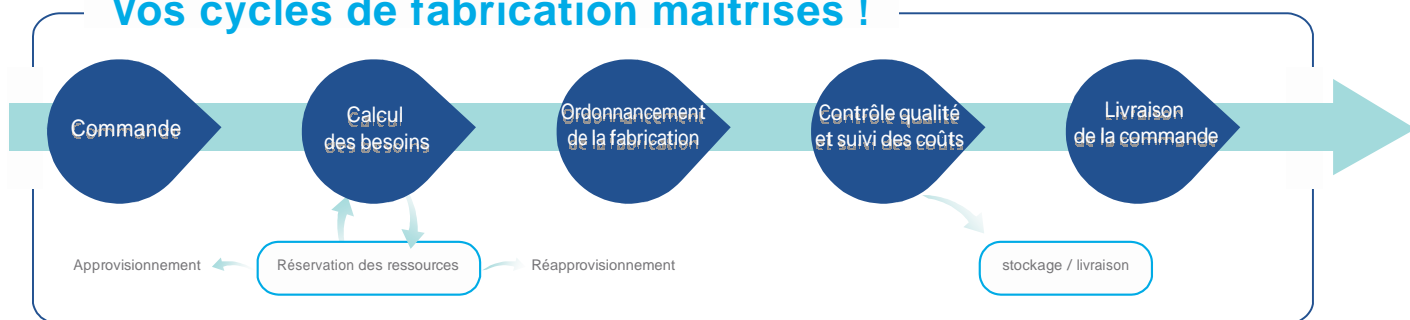 Vos cycles de fabrication maîtrisés !
Commande
Calcul
des besoins
Ordonnancement
de la fabrication
Contrôle qualité
et suivi des coûts
Livraison
de la commande
Approvisionnement
Réservation des ressources
Réapprovisionnement
stockage / livraison